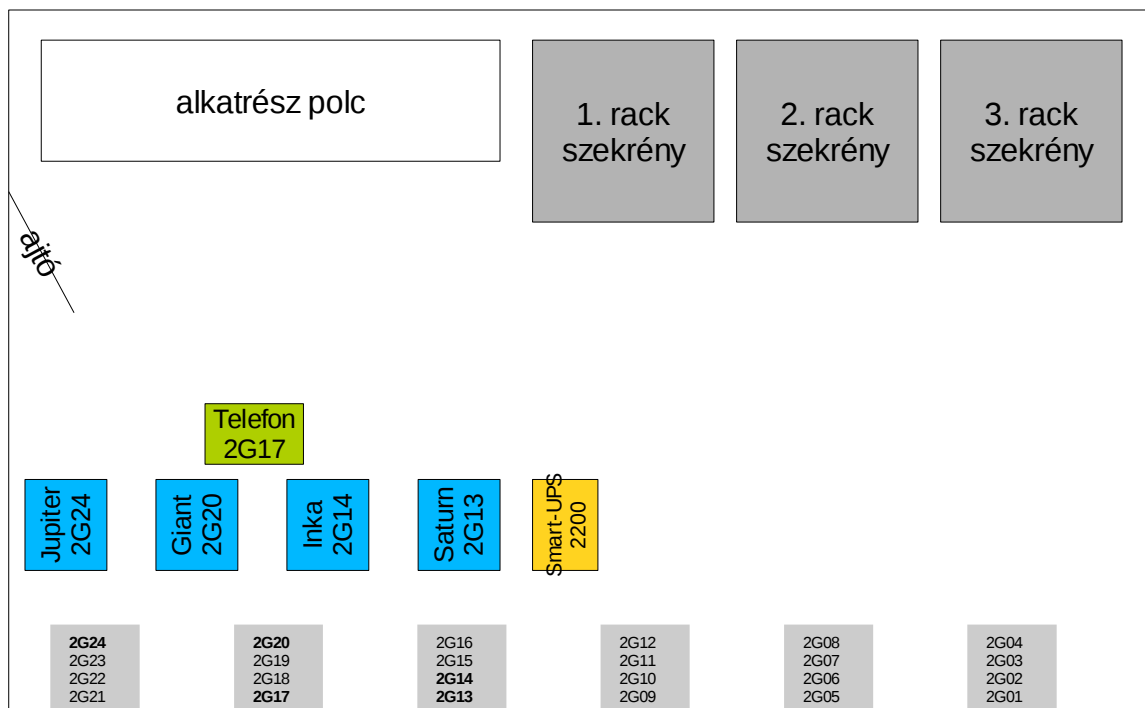 alkatrész polc
1. rack
szekrény
2. rack
szekrény
3. rack
szekrény
ajtó
Telefon
2G17
Jupiter
2G24
Giant
2G20
Inka
2G14
Saturn
2G13
Smart-UPS
2200
2G24
2G23
2G22
2G21
2G20
2G19
2G18
2G17
2G16
2G15
2G14
2G13
2G12
2G11
2G10
2G09
2G08
2G07
2G06
2G05
2G04
2G03
2G02
2G01